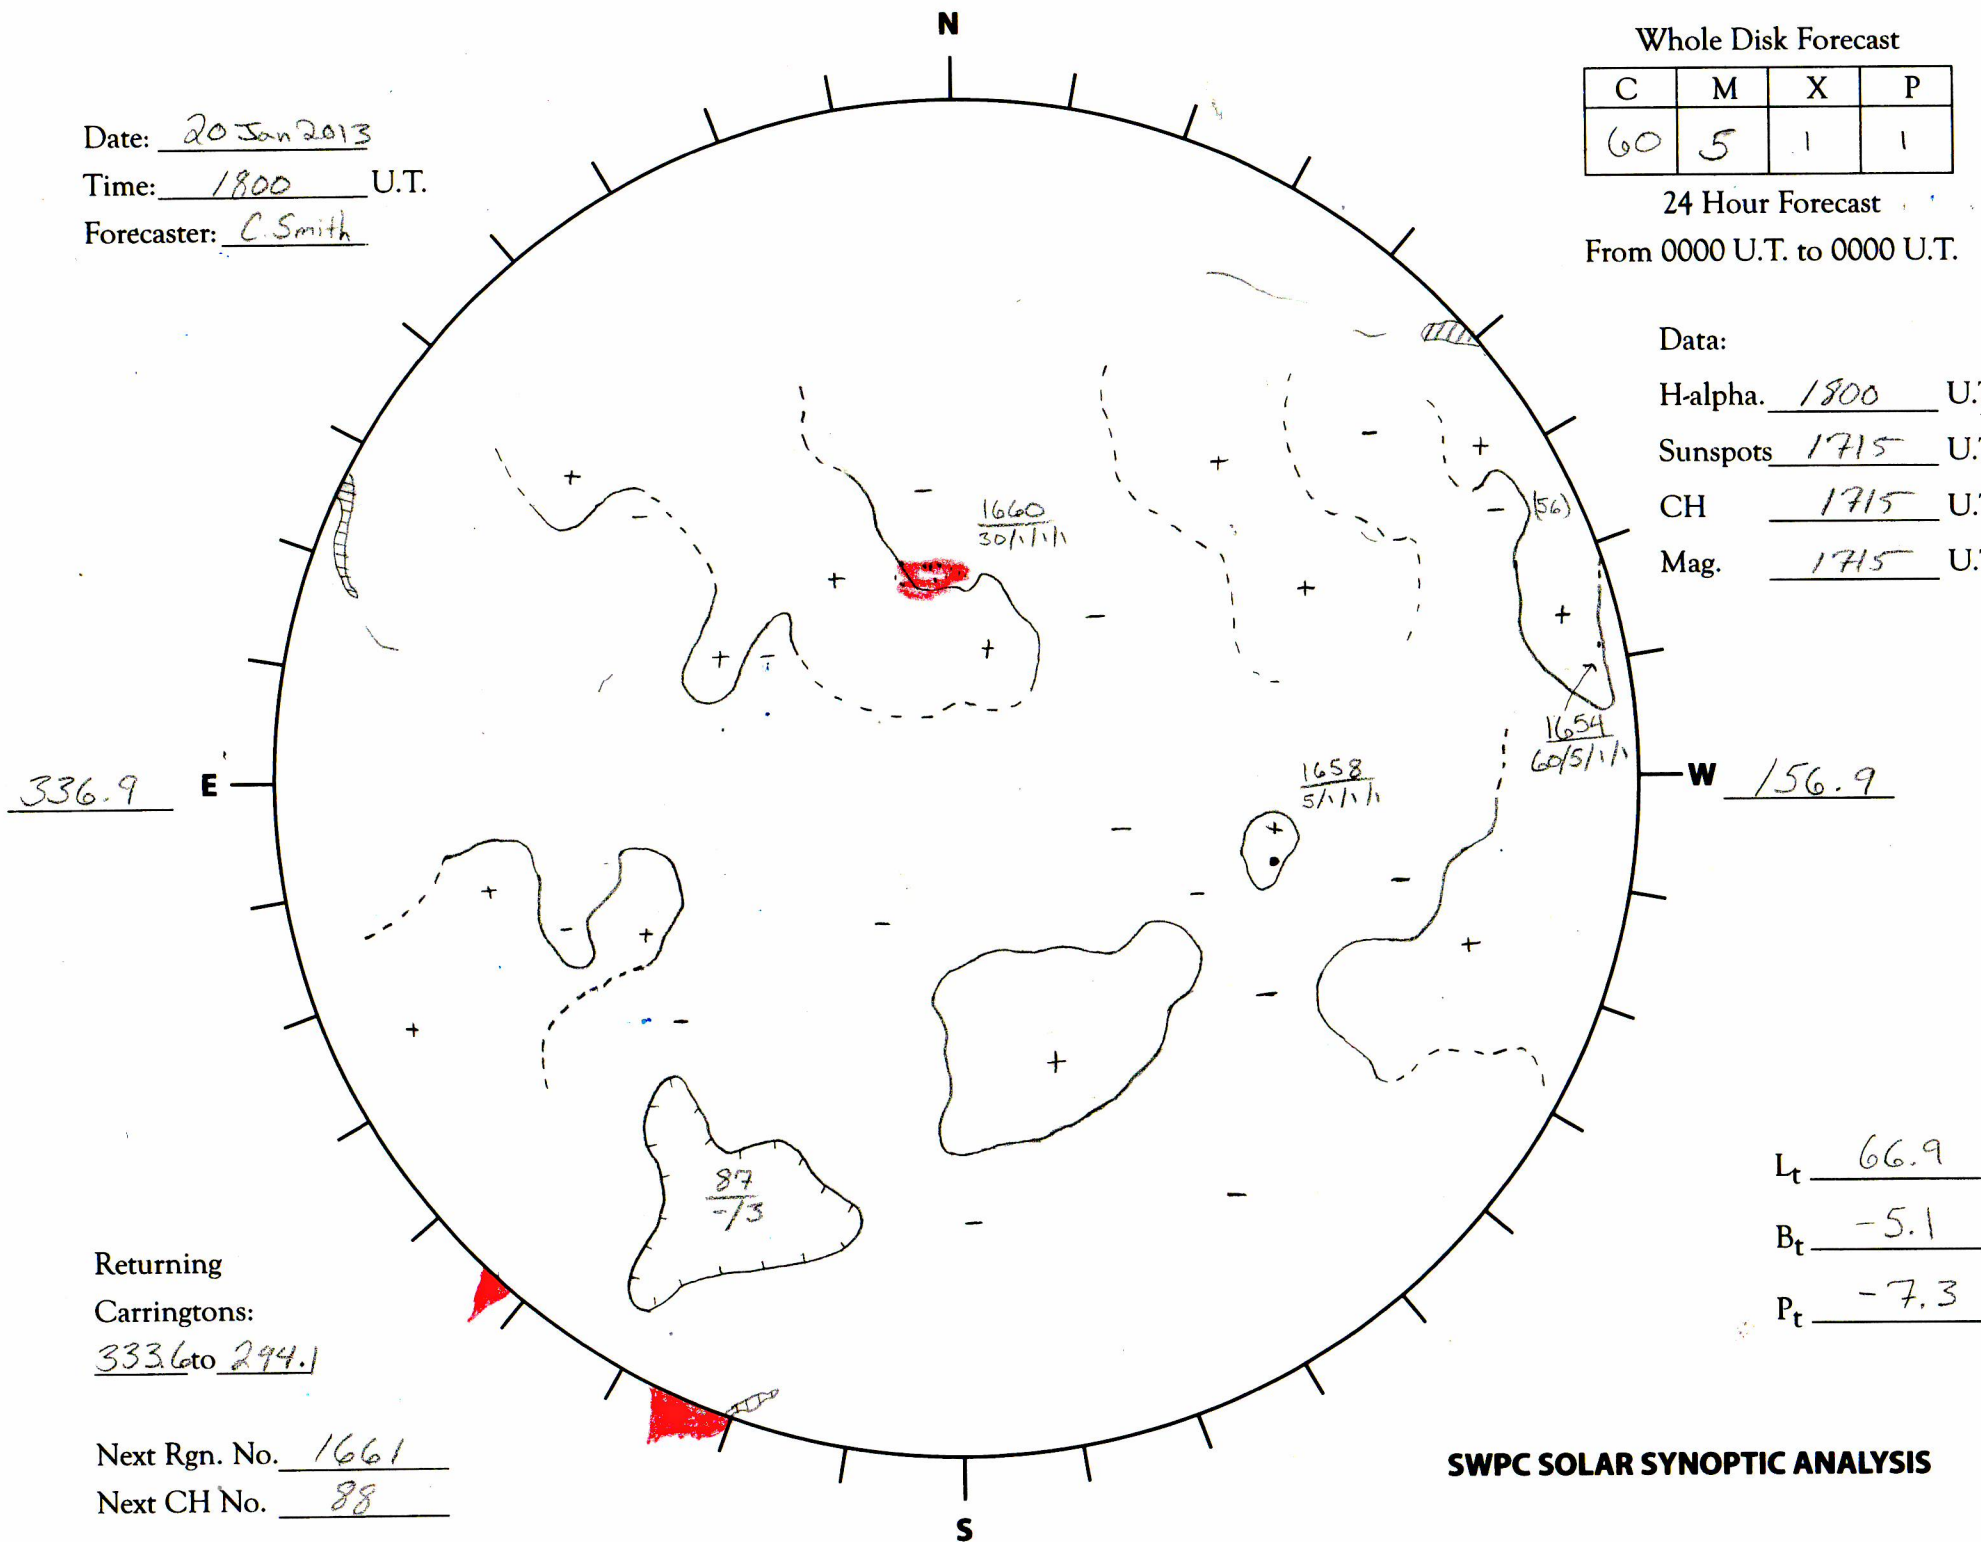 N
Date: 20 Jan 2013
Time: 1800 U.T.
Forecaster: C. Smith
Whole Disk Forecast
C M X P
60 5 1 1
24 Hour Forecast
From 0000 U.T. to 0000 U.T.
Data:
H-alpha. 1800 U.T
Sunspots 1715 U.T
CH 1715 U.T
Mag. 1715 U.T
+ - + - +
+ - - 1660 - (56)
30/1/1/1
+ - + +
+ - +
1654
60/5/1/1
336.9 E
W 156.9
1658
5/1/1/1
- +
+ - - -
- + - +
+ - - +
87
-/3
- -
Lt 66.9
Bt -5.1
Pt -7.3
Returning
Carringtons:
333.6 to 294.1
Next Rgn. No. 1661
Next CH No. 88
SWPC SOLAR SYNOPTIC ANALYSIS
S